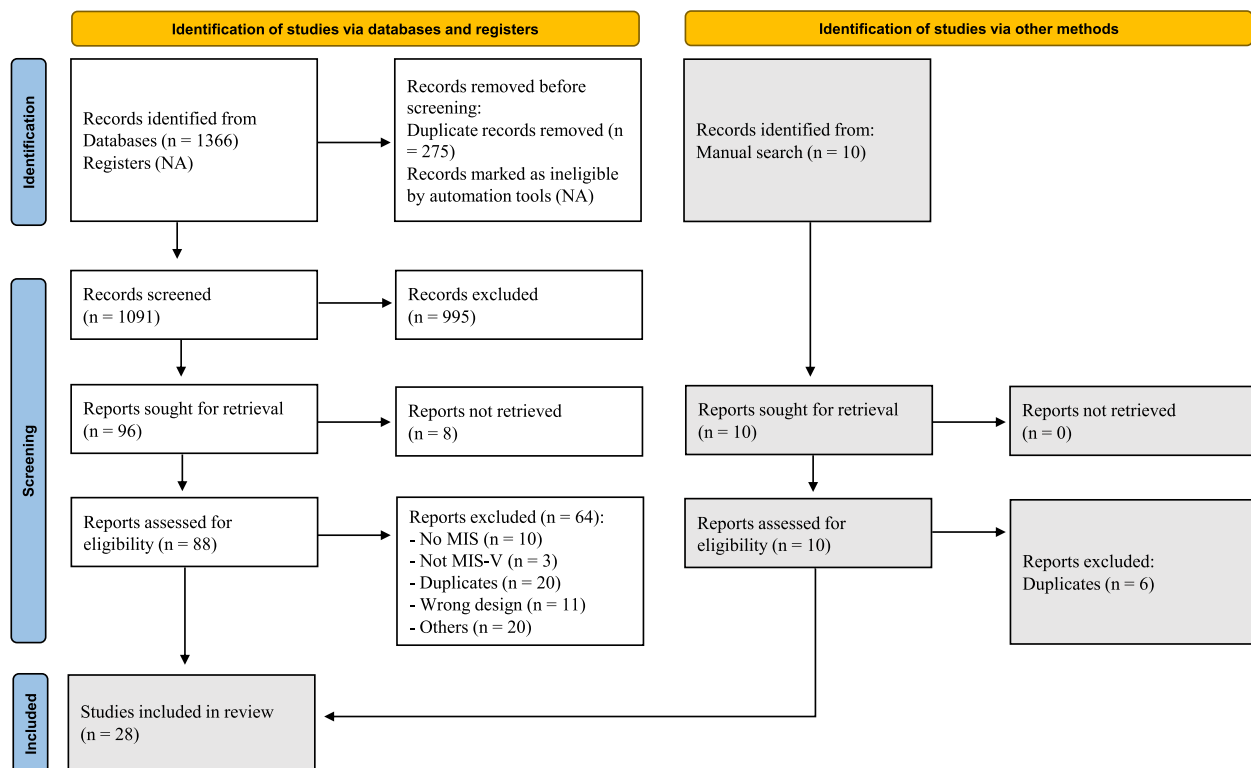 Identification of studies via databases and registers
Identification of studies via other methods
Identification
Records identified from
Databases (n = 1366)
Registers (NA)
Records removed before
screening:
Duplicate records removed (n
= 275)
Records marked as ineligible
by automation tools (NA)
Records identified from:
Manual search (n = 10)
Screening
Records screened
(n = 1091)
Records excluded
(n = 995)
Reports sought for retrieval
(n = 96)
Reports not retrieved
(n = 8)
Reports sought for retrieval
(n = 10)
Reports not retrieved
(n = 0)
Reports assessed for
eligibility (n = 88)
Reports excluded (n = 64):
- No MIS (n = 10)
- Not MIS-V (n = 3)
- Duplicates (n = 20)
- Wrong design (n = 11)
- Others (n = 20)
Reports assessed for
eligibility (n = 10)
Reports excluded:
Duplicates (n = 6)
Included
Studies included in review
(n = 28)